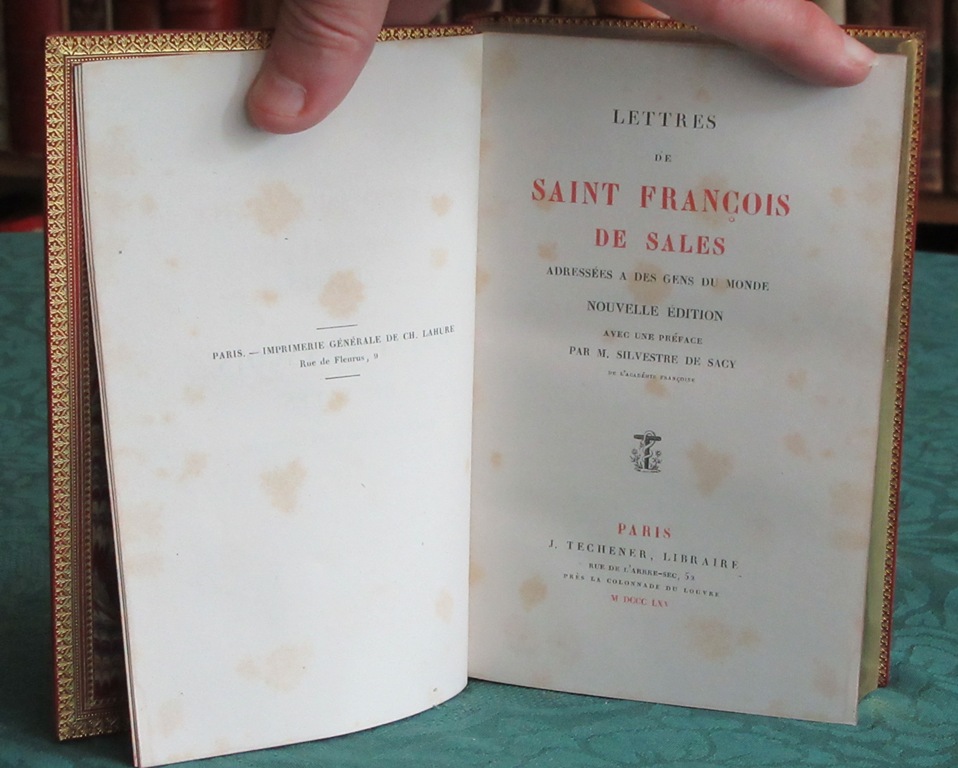 PARIS. — IMPRIMERIE GÉNÉRALE DE CH. LAHURE
Rue de Fleurus, 9
LETTRES
DE
SAINT FRANÇOIS
DE SALES
ADRESSÉES A DES GENS DU MONDE
NOUVELLE ÉDITION
AVEC UNE PRÉFACE
PAR M. SILVESTRE DE SACY
DE L'ACADÉMIE FRANÇAISE
PARIS
J. TECHENER, LIBRAIRE
RUE DE L'ARBRE-SEC, 52
PRÈS LA COLONNADE DU LOUVRE
M DCCC LXV